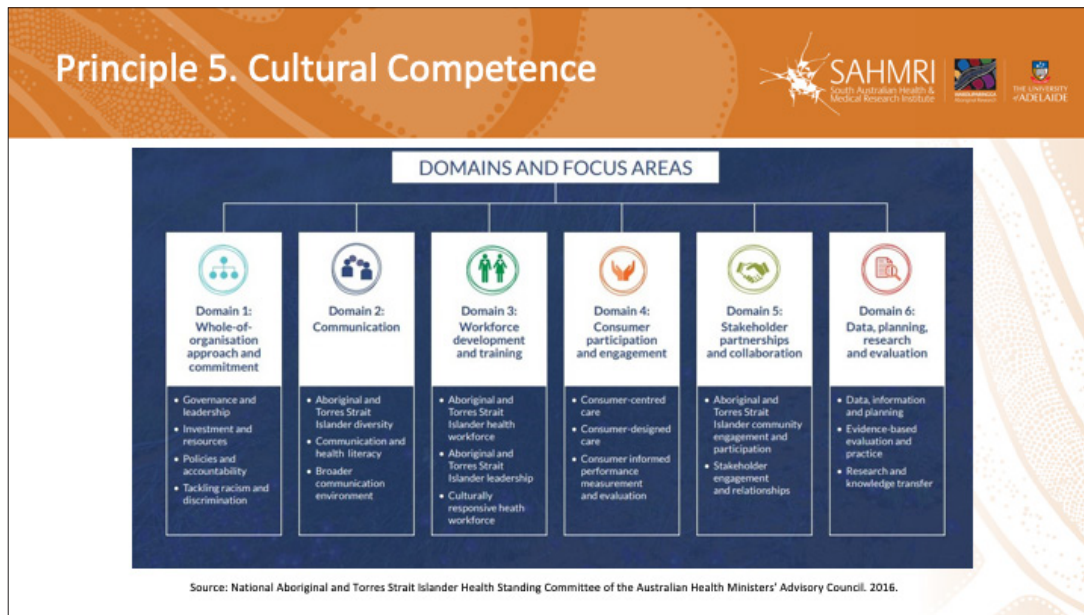 Principle 5. Cultural Competence
SAHMRI
South Australian Health &
Medical Research Institute
THE UNIVERSITY
of ADELAIDE
DOMAINS AND FOCUS AREAS
Domain 1:
Whole-of-
organisation
approach and
commitment
• Governance and
leadership
• Investment and
resources
• Policies and
accountability
• Tackling racism and
discrimination
Domain 2:
Communication
• Aboriginal and
Torres Strait
Islander diversity
• Communication and
health literacy
• Broader
communication
environment
Domain 3:
Workforce
development
and training
• Aboriginal and
Torres Strait
Islander health
workforce
• Aboriginal and
Torres Strait
Islander leadership
• Culturally
responsive heath
workforce
Domain 4:
Consumer
participation
and engagement
• Consumer-centred
care
• Consumer-designed
care
• Consumer informed
performance
measurement
and evaluation
Domain 5:
Stakeholder
partnerships
and collaboration
• Aboriginal and
Torres Strait
Islander community
engagement and
participation
• Stakeholder
engagement
and relationships
Domain 6:
Data, planning,
research
and evaluation
• Data, information
and planning
• Evidence-based
evaluation and
practice
• Research and
knowledge transfer
Source: National Aboriginal and Torres Strait Islander Health Standing Committee of the Australian Health Ministers' Advisory Council. 2016.